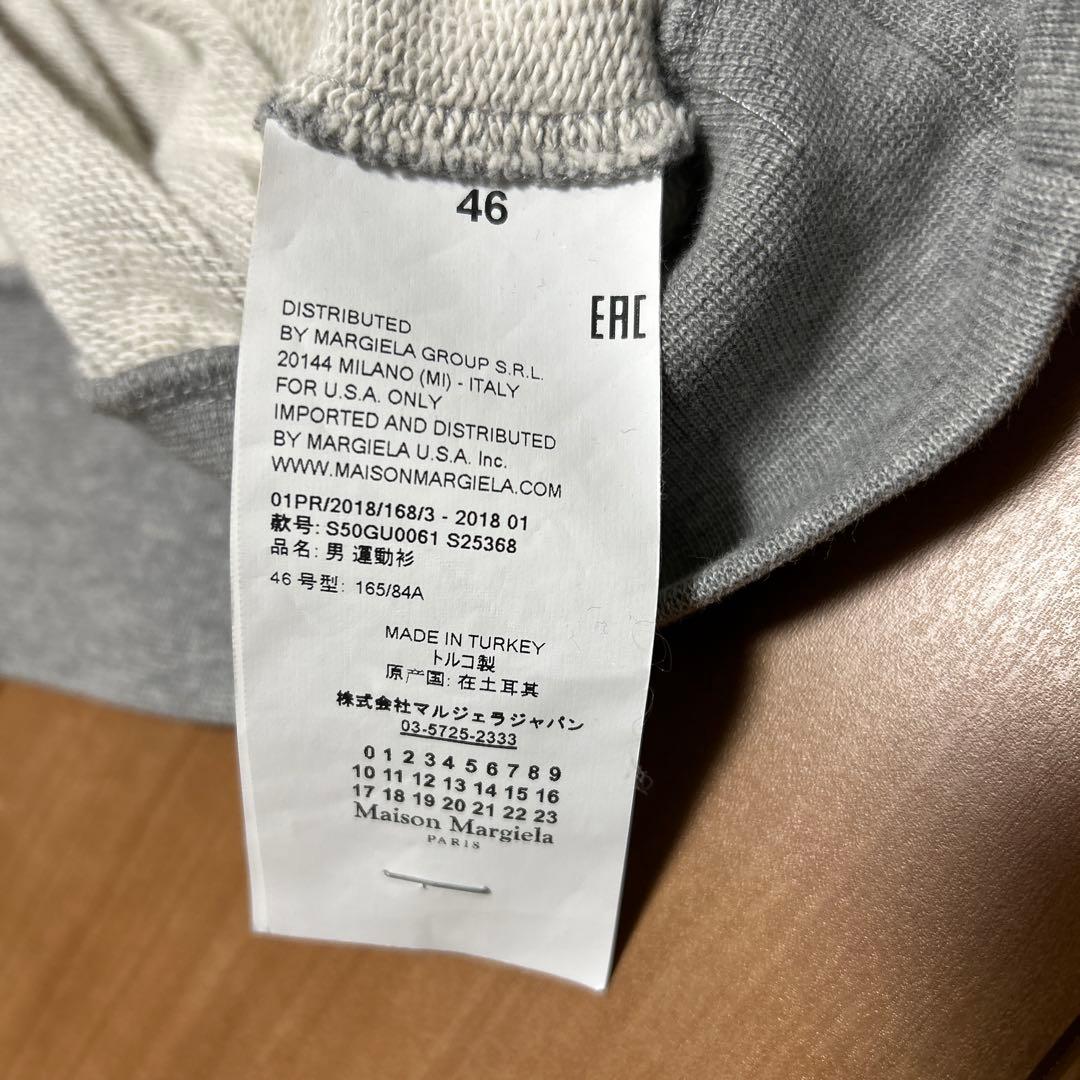 46
EAC
DISTRIBUTED
BY MARGIELA GROUP S.R.L.
20144 MILANO (MI) - ITALY
FOR U.S.A. ONLY
IMPORTED AND DISTRIBUTED
BY MARGIELA U.S.A. Inc.
WWW.MAISONMARGIELA.COM
01PR/2018/168/3 - 2018 01
款号: S50GU0061 S25368
品名: 男 運動衫
46 号型: 165/84A
MADE IN TURKEY
トルコ製
原产国: 在土耳其
株式会社マルジェラジャパン
03-5725-2333
0 1 2 3 4 5 6 7 8 9
10 11 12 13 14 15 16
17 18 19 20 21 22 23
Maison Margiela
PARIS